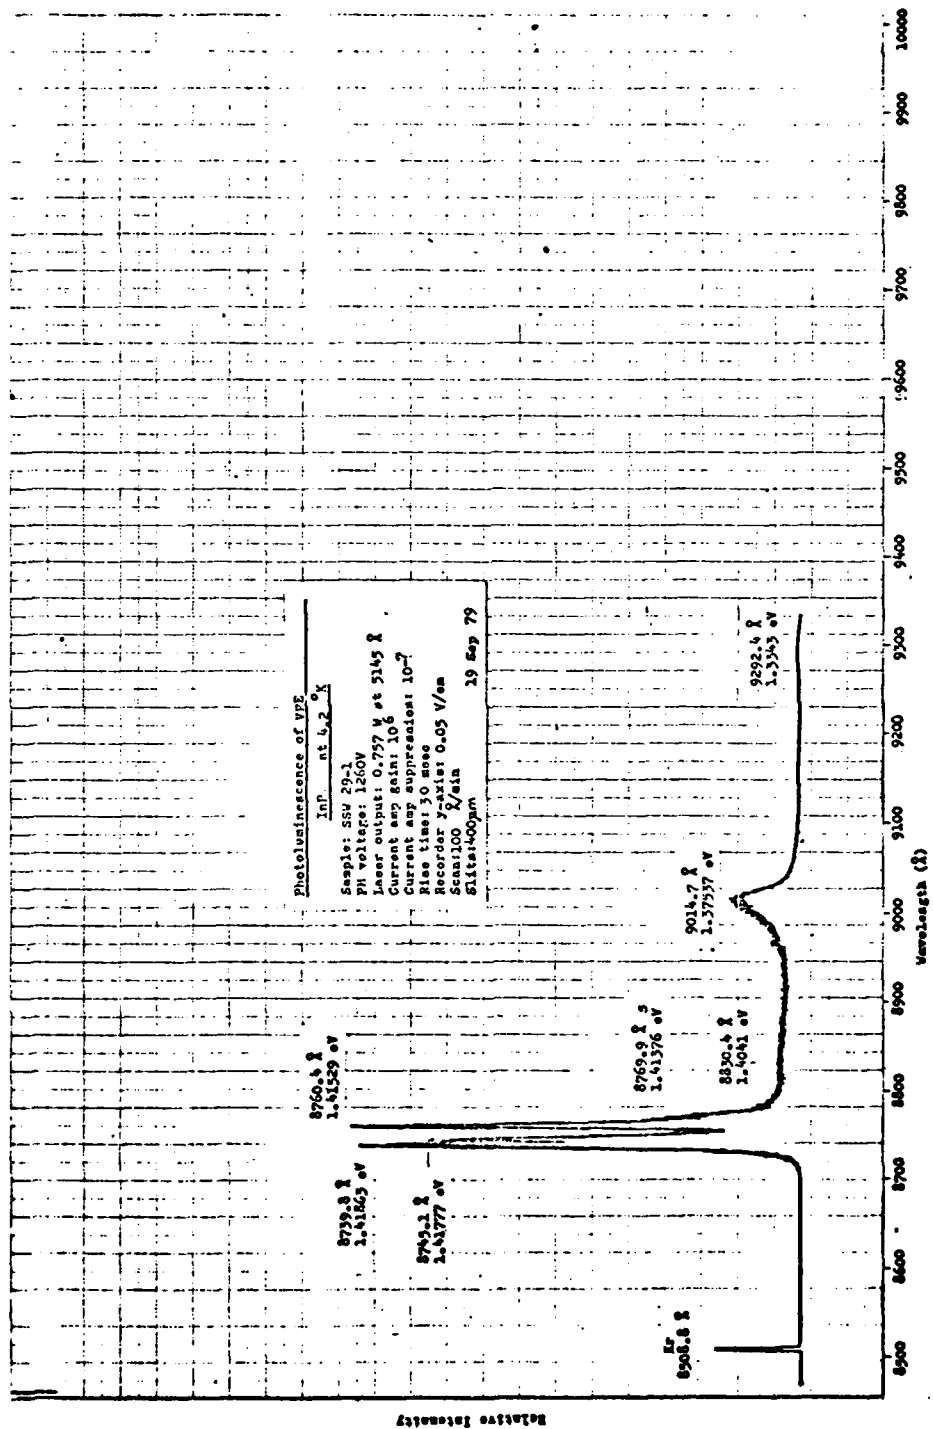 Photoluminescence of VPE
InP at 4.2 °K
Sample: SSW 29-1
PM voltage: 1260V
Laser output: 0.757 W at 5145 Å
Current amp gain: 10⁶
Current amp suppression: 10⁻⁷
Rise time: 30 msec
Recorder y-axis: 0.05 V/cm
Scan:100 Å/min
Slits:400µm
19 Sep 79
8760.4 Å
1.41529 eV
8739.8 Å
1.41863 eV
8745.1 Å
1.41777 eV
8769.9 Å s
1.41376 eV
8830.4 Å
1.4041 eV
9014.7 Å
1.37537 eV
9292.4 Å
1.3343 eV
Kr
8508.8 Å
8500 8600 8700 8800 8900 9000 9100 9200 9300 9400 9500 9600 9700 9800 9900 10000
Wavelength (Å)
Relative Intensity